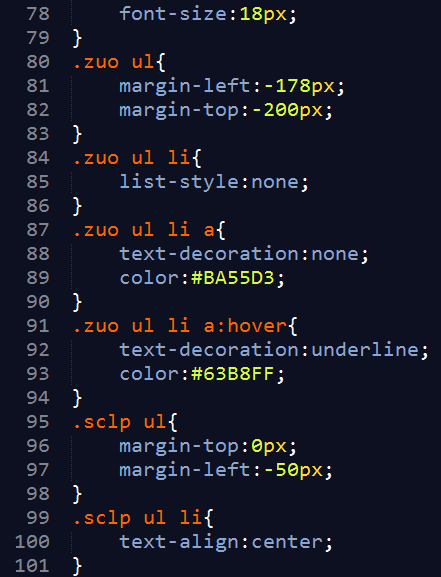 78 font-size:18px;
79 }
80 .zuo ul{
81 margin-left:-178px;
82 margin-top:-200px;
83 }
84 .zuo ul li{
85 list-style:none;
86 }
87 .zuo ul li a{
88 text-decoration:none;
89 color:#BA55D3;
90 }
91 .zuo ul li a:hover{
92 text-decoration:underline;
93 color:#63B8FF;
94 }
95 .sclp ul{
96 margin-top:0px;
97 margin-left:-50px;
98 }
99 .sclp ul li{
100 text-align:center;
101 }